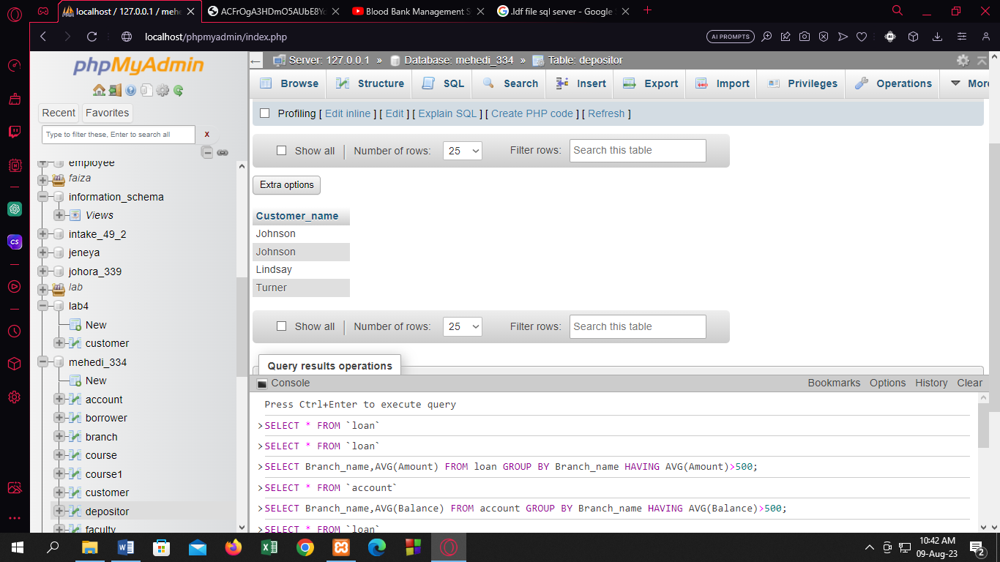 localhost / 127.0.0.1 / mehe
ACFrOgA3HDmO5AUbE8Yc
Blood Bank Management S
.ldf file sql server - Google
localhost/phpmyadmin/index.php
AI PROMPTS
phpMyAdmin
Recent
Favorites
Type to filter these, Enter to search all
X
employee
faiza
information_schema
Views
intake_49_2
jeneya
johora_339
lab
lab4
New
customer
mehedi_334
New
account
borrower
branch
course
course1
customer
depositor
faculty
CS
Server: 127.0.0.1 » Database: mehedi_334 » Table: depositor
Browse
Structure
SQL
Search
Insert
Export
Import
Privileges
Operations
More
Profiling [ Edit inline ] [ Edit ] [ Explain SQL ] [ Create PHP code ] [ Refresh ]
Show all | Number of rows: 25 Filter rows: Search this table
Extra options
Customer_name
Johnson
Johnson
Lindsay
Turner
Show all | Number of rows: 25 Filter rows: Search this table
Query results operations
Console
Bookmarks Options History Clear
Press Ctrl+Enter to execute query
>SELECT * FROM `loan`
>SELECT * FROM `loan`
>SELECT Branch_name,AVG(Amount) FROM loan GROUP BY Branch_name HAVING AVG(Amount)>500;
>SELECT * FROM `account`
>SELECT Branch_name,AVG(Balance) FROM account GROUP BY Branch_name HAVING AVG(Balance)>500;
>SELECT * FROM `loan`
10:42 AM
09-Aug-23
2